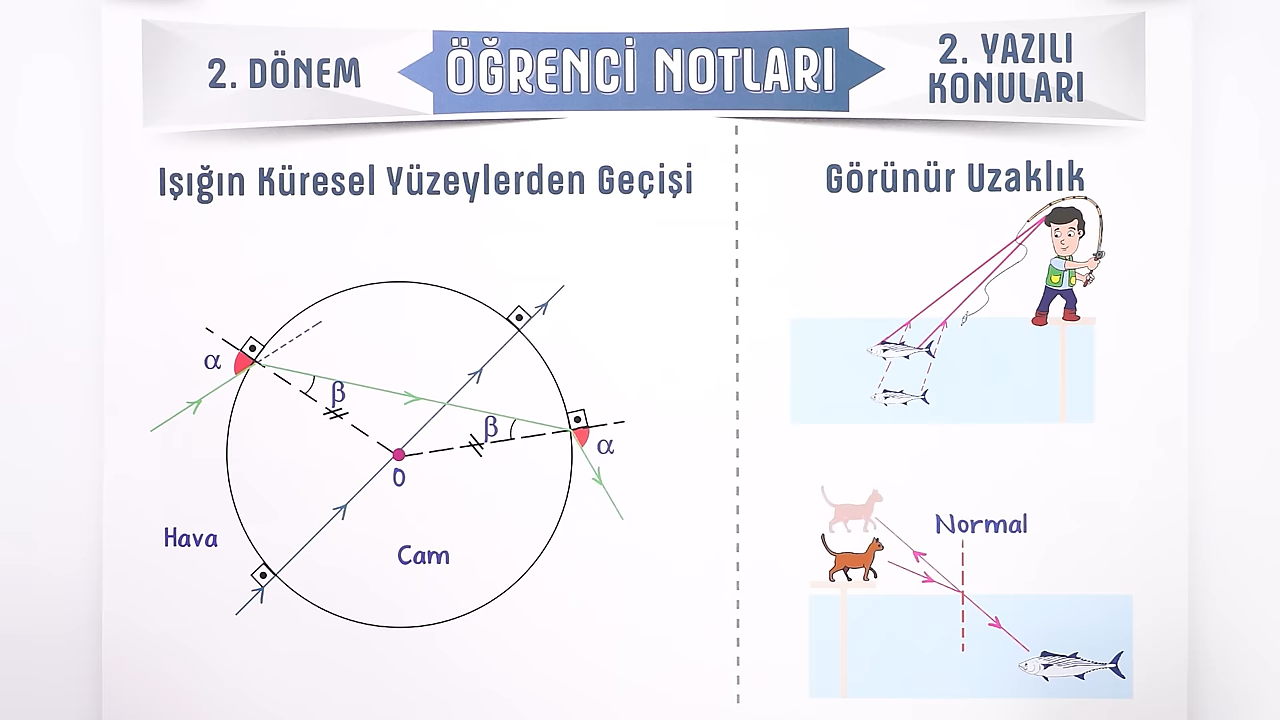 2. DÖNEM
ÖĞRENCİ NOTLARI
2. YAZILI
KONULARI
Işığın Küresel Yüzeylerden Geçişi
α
β
β
α
O
Hava
Cam
Görünür Uzaklık
Normal